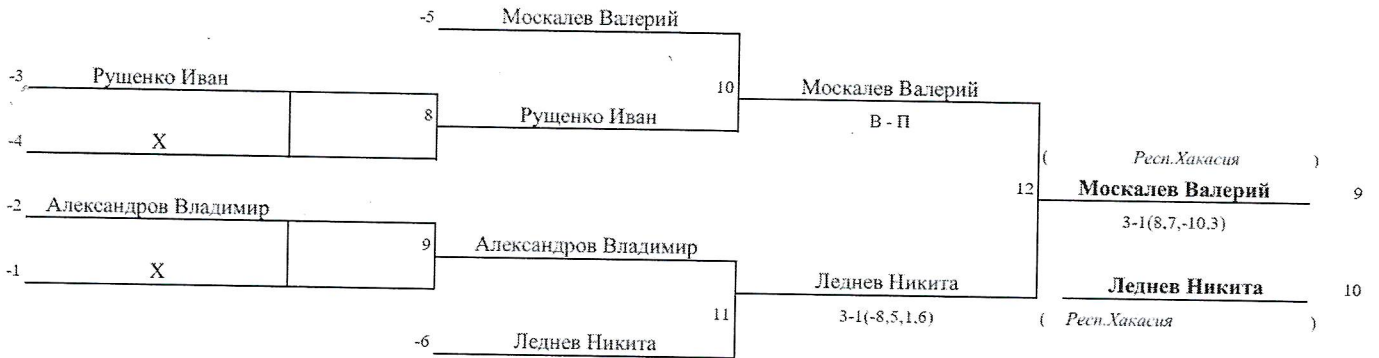 -5 Москалев Валерий
-3 Рущенко Иван
10 Москалев Валерий
8 Рущенко Иван
В - П
-4 X
( Респ.Хакасия )
12 Москалев Валерий 9
-2 Александров Владимир
3-1(8,7,-10,3)
9 Александров Владимир
-1 X
Леднев Никита
Леднев Никита 10
11 3-1(-8,5,1,6)
( Респ.Хакасия )
-6 Леднев Никита